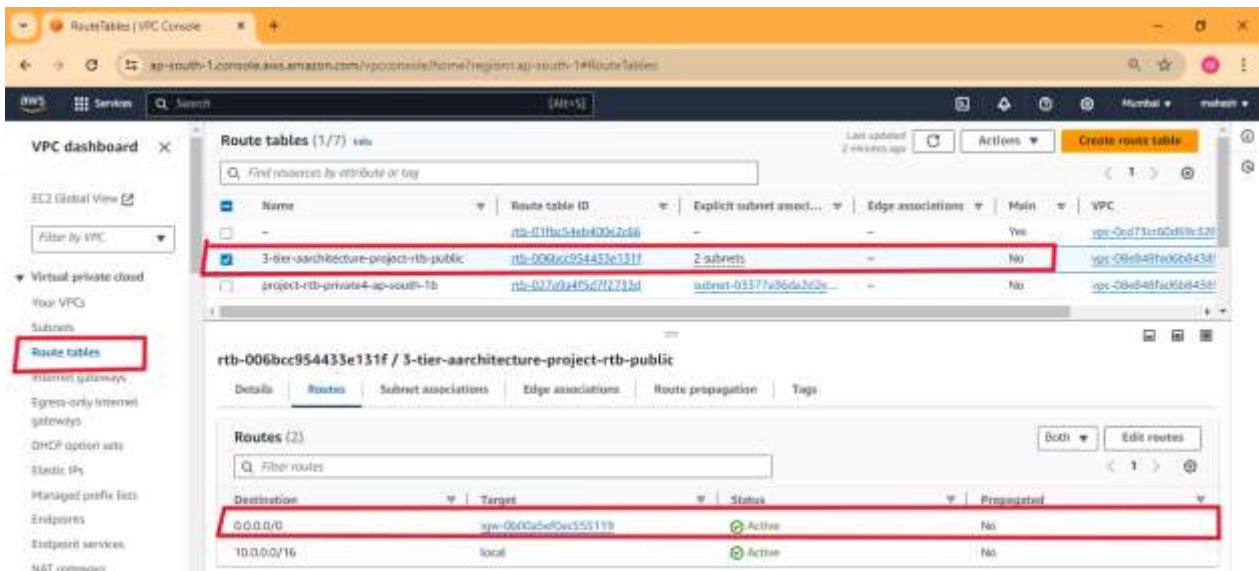 RouteTables | VPC Console
ap-south-1.console.aws.amazon.com/vpcconsole/home?region=ap-south-1#RouteTables:
aws Services Search [Alt+S] Mumbai
VPC dashboard
EC2 Global View
Filter by VPC
Virtual private cloud
Your VPCs
Subnets
Route tables
Internet gateways
Egress-only Internet gateways
DHCP option sets
Elastic IPs
Managed prefix lists
Endpoints
Endpoint services
NAT gateways
Route tables (1/7) Info
Last updated 2 minutes ago
Actions
Create route table
Find resources by attribute or tag
1
Name Route table ID Explicit subnet associ... Edge associations Main VPC
– – – Yes
3-tier-aarchitecture-project-rtb-public rtb-006bcc954433e131f 2 subnets – No
project-rtb-private4-ap-south-1b – No
rtb-006bcc954433e131f / 3-tier-aarchitecture-project-rtb-public
Details Routes Subnet associations Edge associations Route propagation Tags
Routes (2)
Both Edit routes
Filter routes
1
Destination Target Status Propagated
0.0.0.0/0 Active No
10.0.0.0/16 local Active No